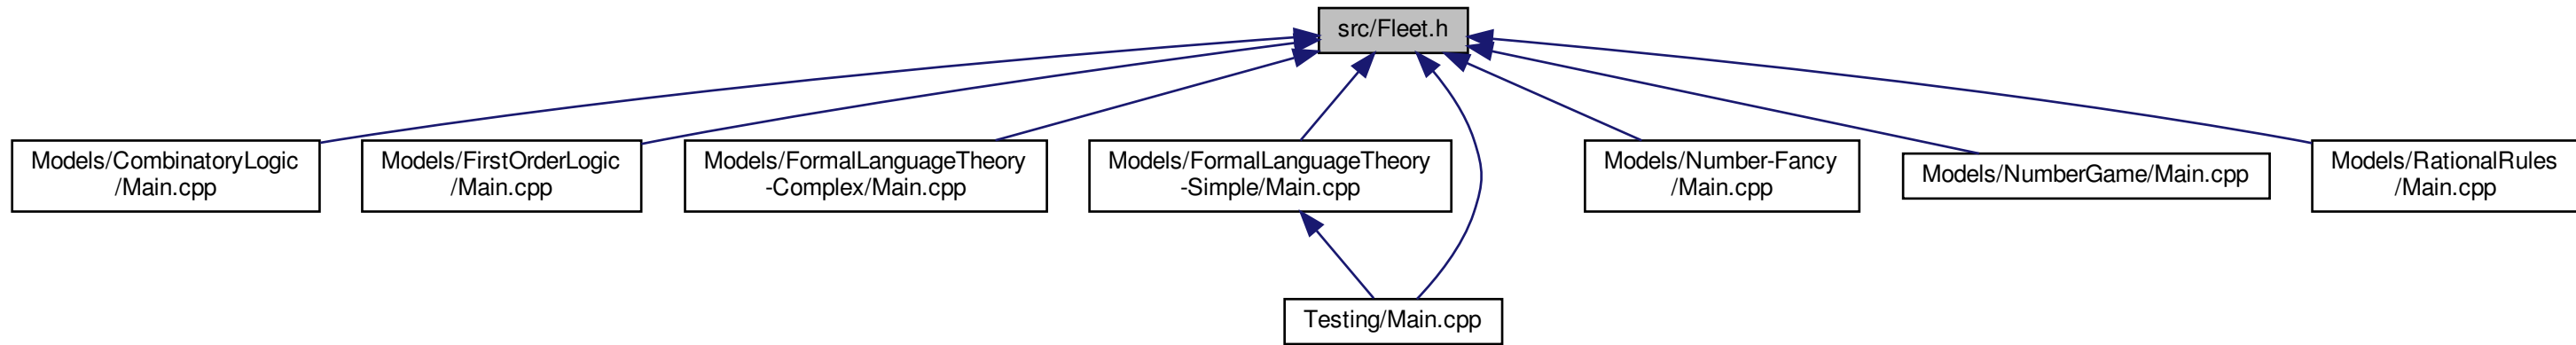 src/Fleet.h
Models/CombinatoryLogic
/Main.cpp
Models/FirstOrderLogic
/Main.cpp
Models/FormalLanguageTheory
-Complex/Main.cpp
Models/FormalLanguageTheory
-Simple/Main.cpp
Models/Number-Fancy
/Main.cpp
Models/NumberGame/Main.cpp
Models/RationalRules
/Main.cpp
Testing/Main.cpp